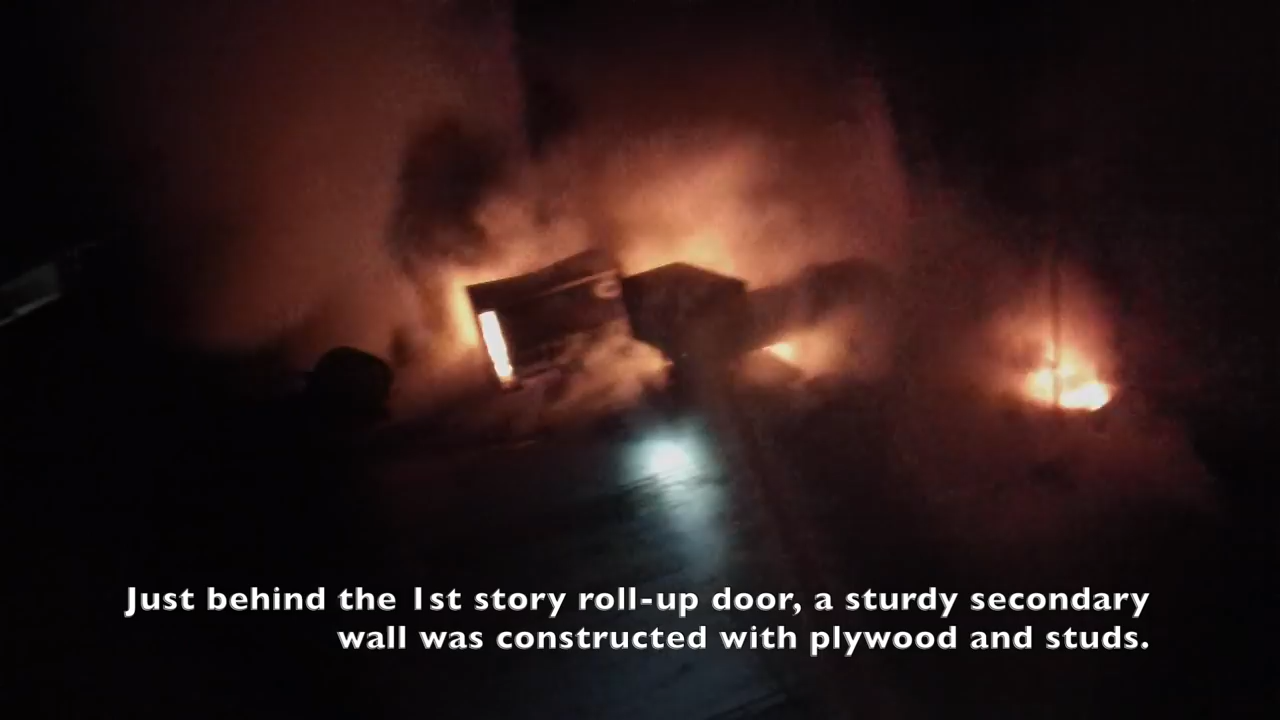 Just behind the 1st story roll-up door, a sturdy secondary
wall was constructed with plywood and studs.